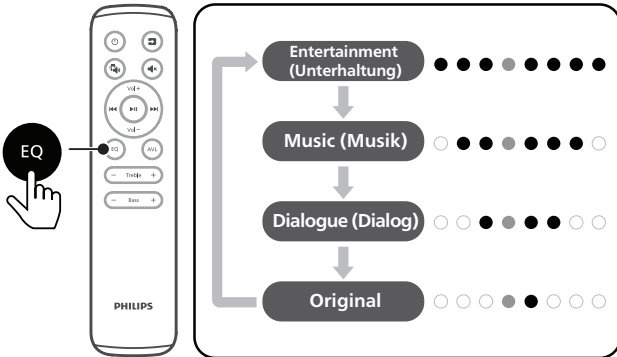 Vol+
Vol−
EQ
EQ
AVL
− Treble +
− Bass +
PHILIPS
Entertainment
(Unterhaltung)
Music (Musik)
Dialogue (Dialog)
Original